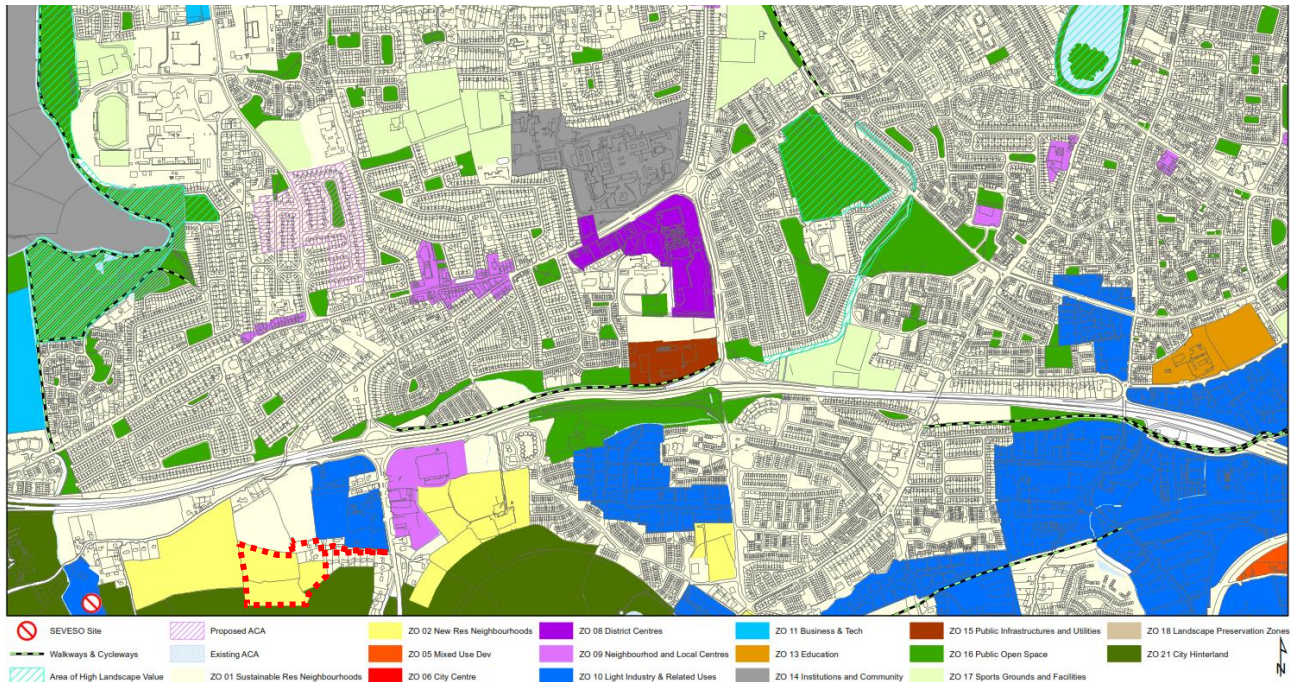 SEVESO Site
Proposed ACA
ZO 02 New Res Neighbourhoods
ZO 08 District Centres
ZO 11 Business & Tech
ZO 15 Public Infrastructures and Utilities
ZO 18 Landscape Preservation Zones
Walkways & Cycleways
Existing ACA
ZO 05 Mixed Use Dev
ZO 09 Neighbourhod and Local Centres
ZO 13 Education
ZO 16 Public Open Space
ZO 21 City Hinterland
Area of High Landscape Value
ZO 01 Sustainable Res Neighbourhoods
ZO 06 City Centre
ZO 10 Light Industry & Related Uses
ZO 14 Institutions and Community
ZO 17 Sports Grounds and Facilities
N